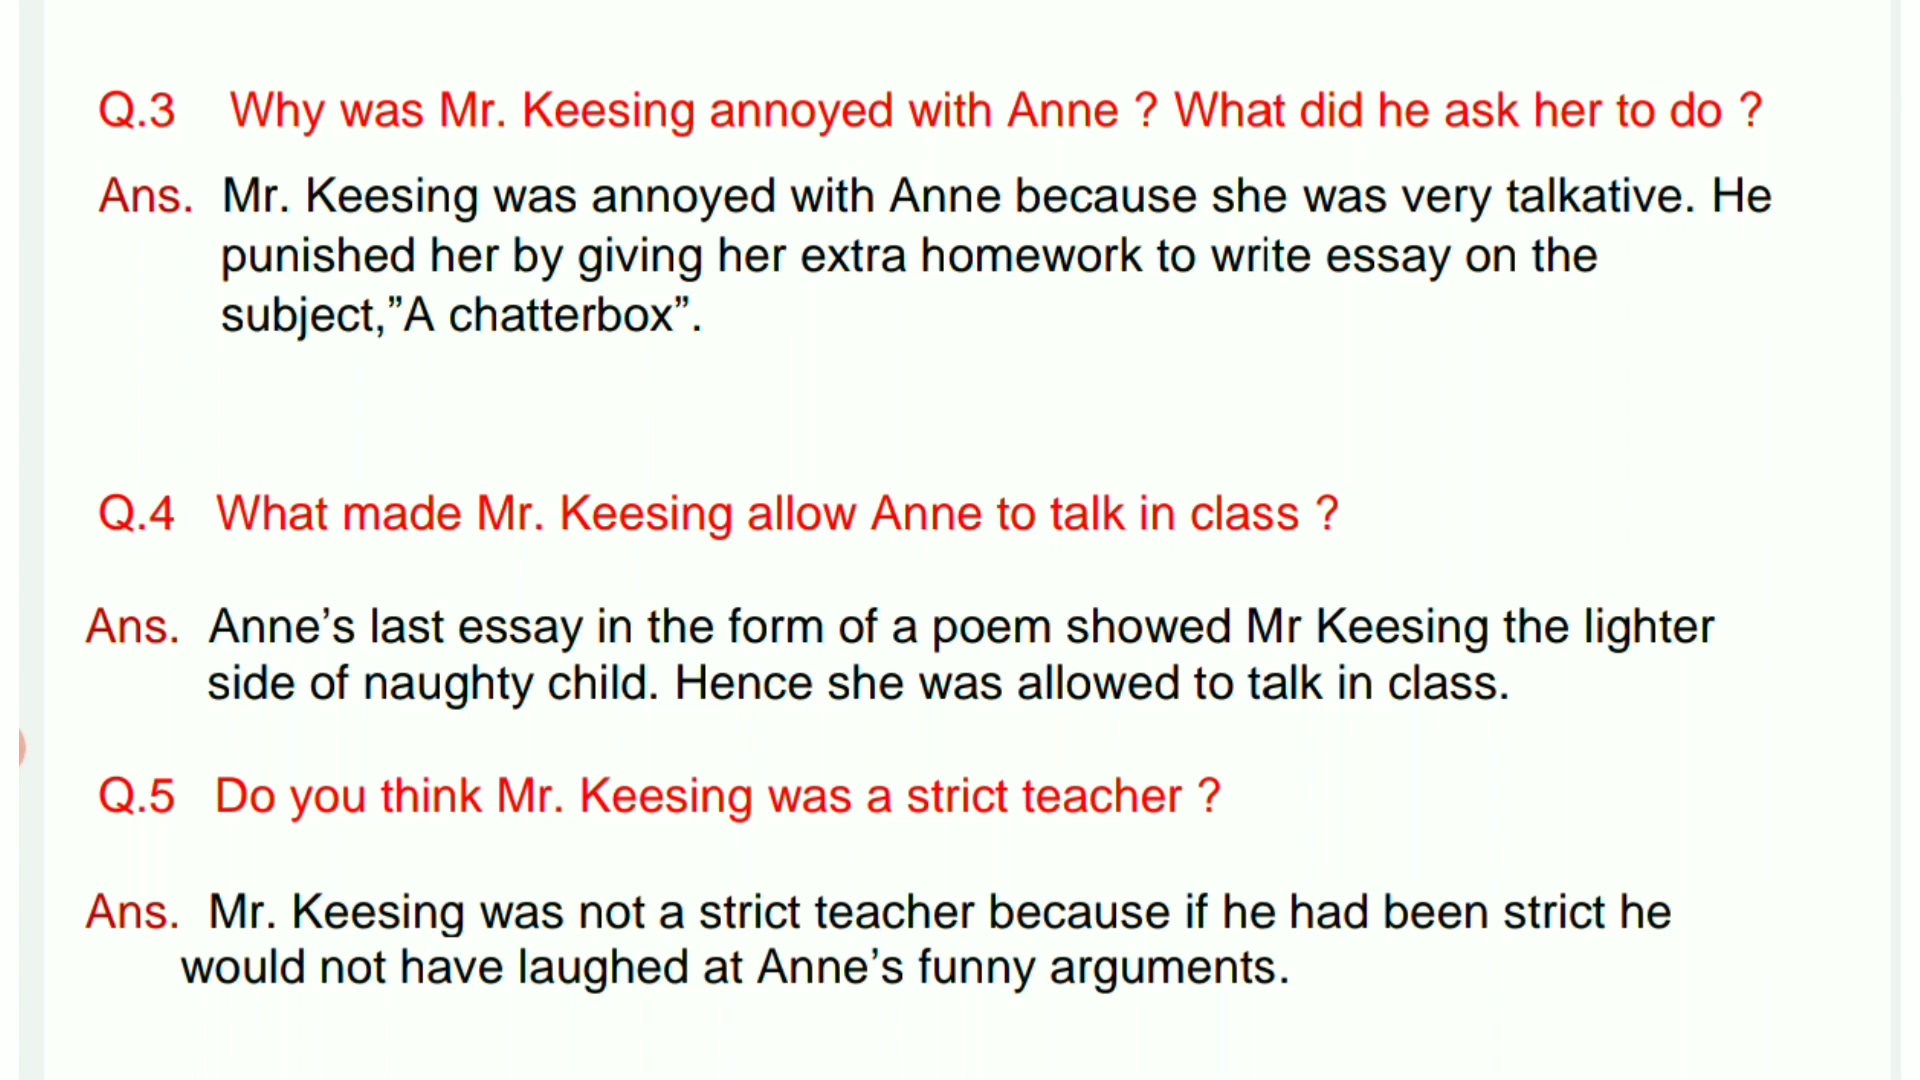 Q.3 Why was Mr. Keesing annoyed with Anne ? What did he ask her to do ?
Ans. Mr. Keesing was annoyed with Anne because she was very talkative. He
punished her by giving her extra homework to write essay on the
subject,”A chatterbox”.
Q.4 What made Mr. Keesing allow Anne to talk in class ?
Ans. Anne’s last essay in the form of a poem showed Mr Keesing the lighter
side of naughty child. Hence she was allowed to talk in class.
Q.5 Do you think Mr. Keesing was a strict teacher ?
Ans. Mr. Keesing was not a strict teacher because if he had been strict he
would not have laughed at Anne’s funny arguments.